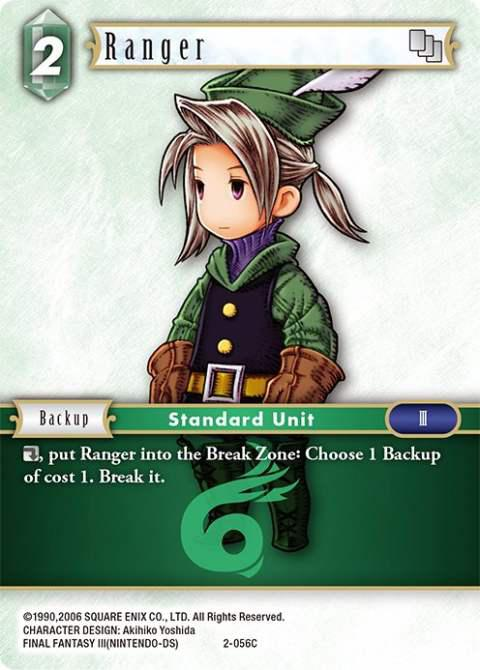 2
Ranger
Backup
Standard Unit
III
, put Ranger into the Break Zone: Choose 1 Backup
of cost 1. Break it.
©1990,2006 SQUARE ENIX CO., LTD. All Rights Reserved.
CHARACTER DESIGN: Akihiko Yoshida
FINAL FANTASY III(NINTENDO-DS)
2-056C